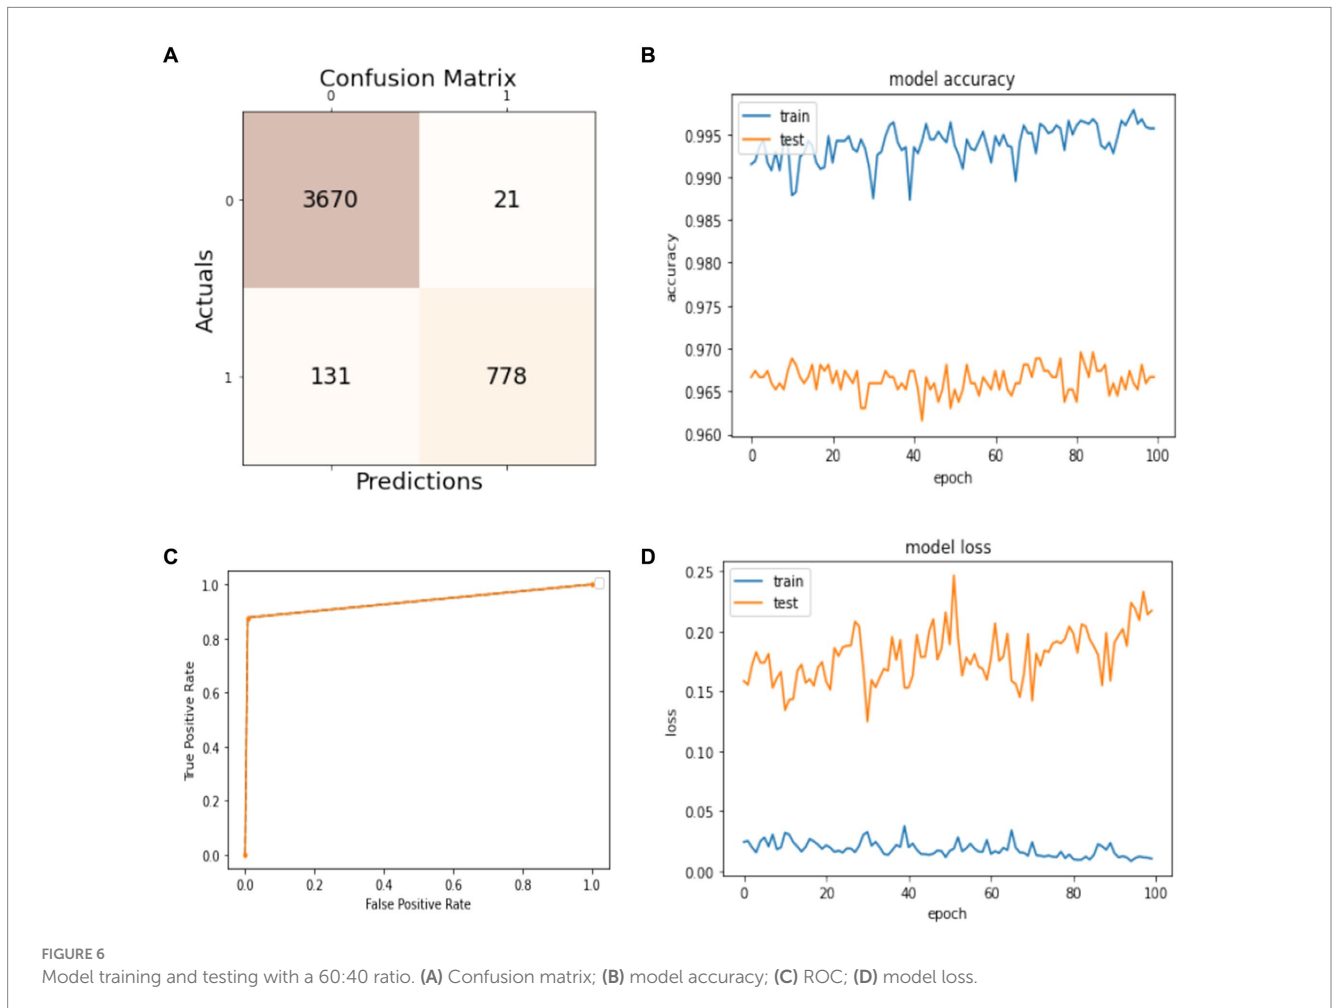 A
Confusion Matrix
0 1
0
3670 21
Actuals
1
131 778
Predictions
B
model accuracy
train
test
0.995
0.990
0.985
0.980
0.975
0.970
0.965
0.960
accuracy
0 20 40 60 80 100
epoch
C
1.0
0.8
0.6
0.4
0.2
0.0
True Positive Rate
0.0 0.2 0.4 0.6 0.8 1.0
False Positive Rate
D
model loss
train
test
0.25
0.20
0.15
0.10
0.05
0.00
loss
0 20 40 60 80 100
epoch
FIGURE 6
Model training and testing with a 60:40 ratio. (A) Confusion matrix; (B) model accuracy; (C) ROC; (D) model loss.